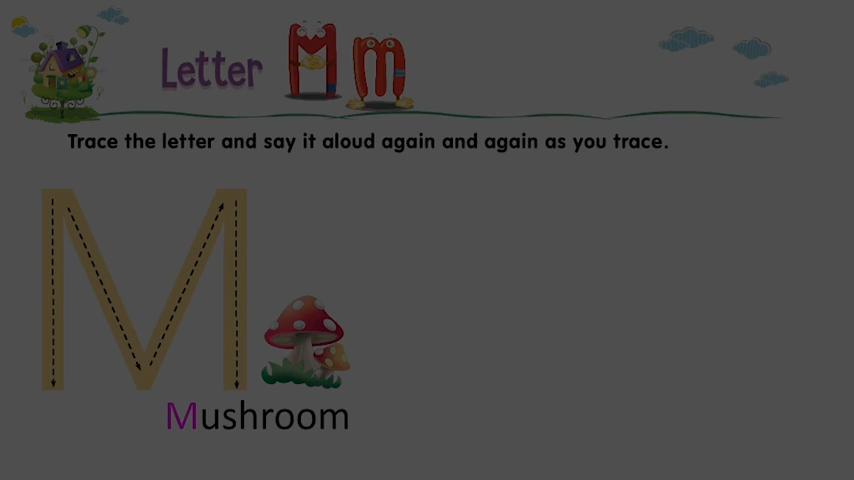 Letter Mm
Trace the letter and say it aloud again and again as you trace.
M
Mushroom